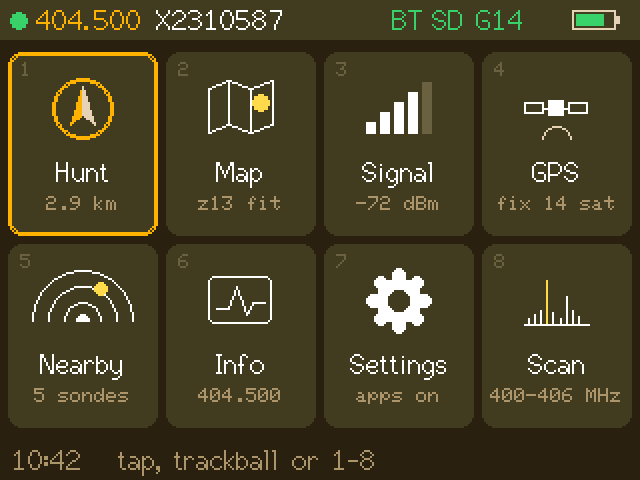 404.500 X2310587 BT SD G14
1 2 3 4
Hunt Map Signal GPS
2.9 km z13 fit -72 dBm fix 14 sat
5 6 7 8
Nearby Info Settings Scan
5 sondes 404.500 apps on 400-406 MHz
10:42 tap, trackball or 1-8